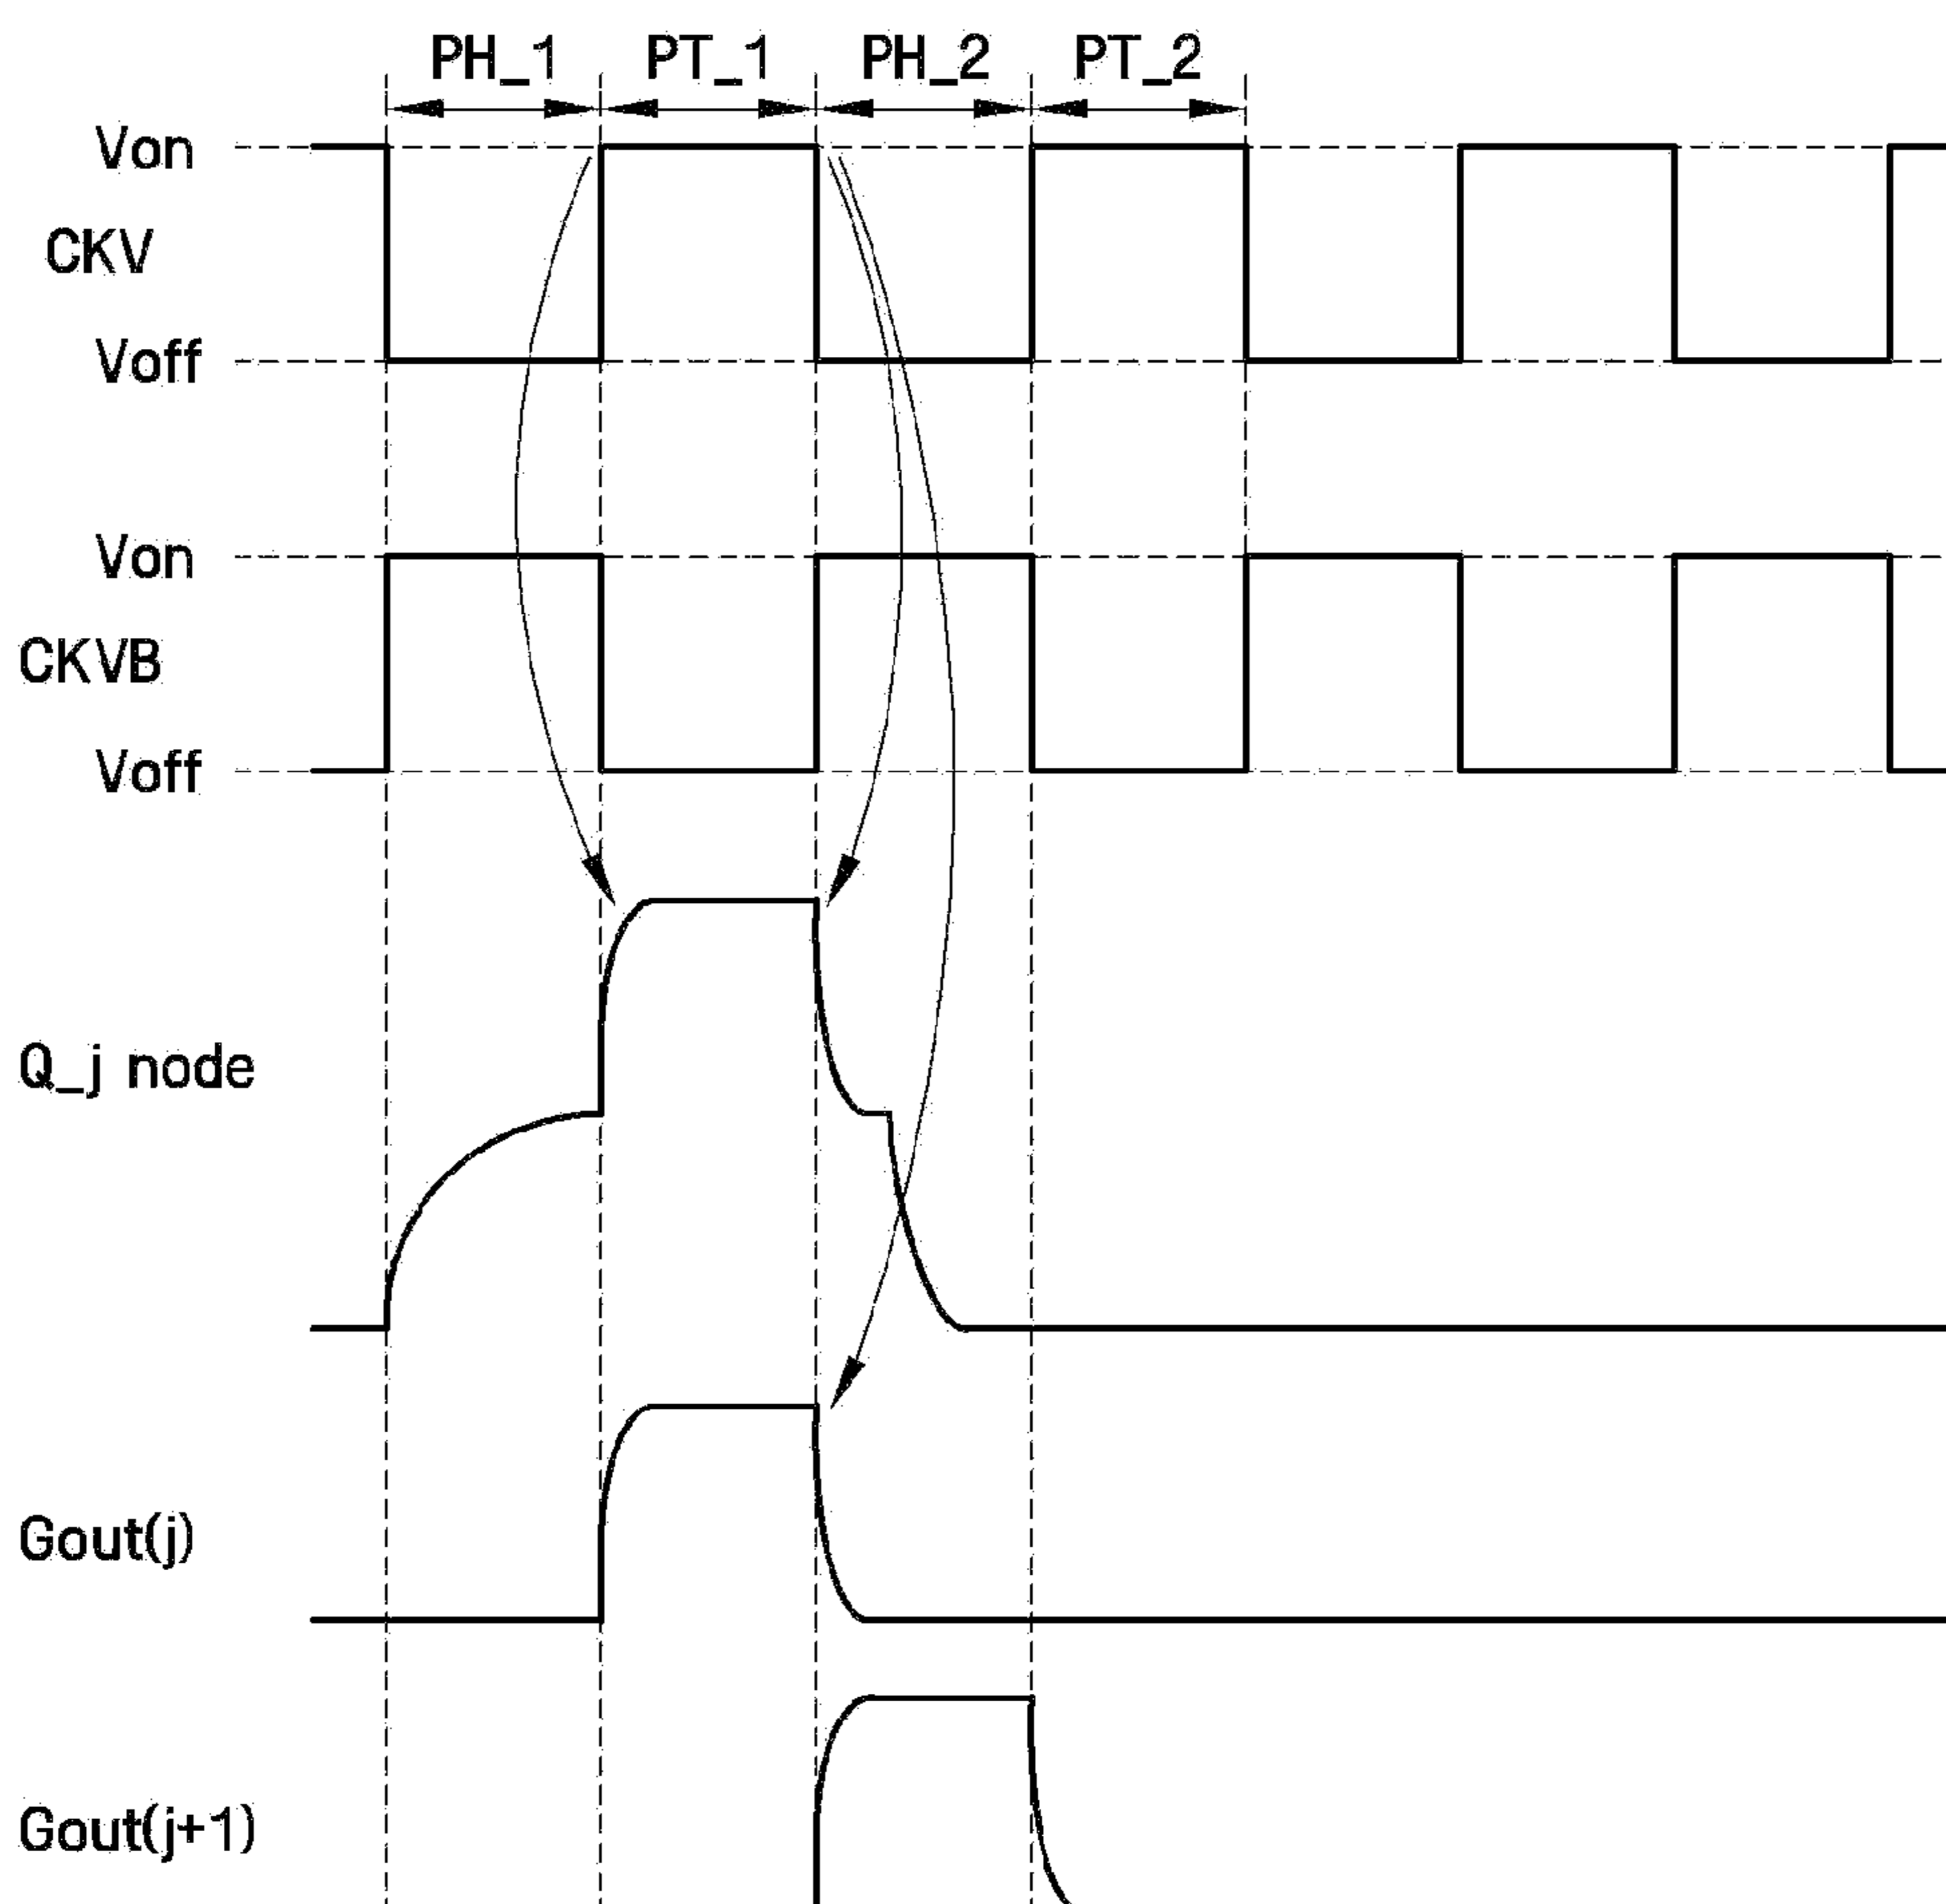 PH_1 PT_1 PH_2 PT_2
Von
CKV
Voff
Von
CKVB
Voff
Q_j node
Gout(j)
Gout(j+1)